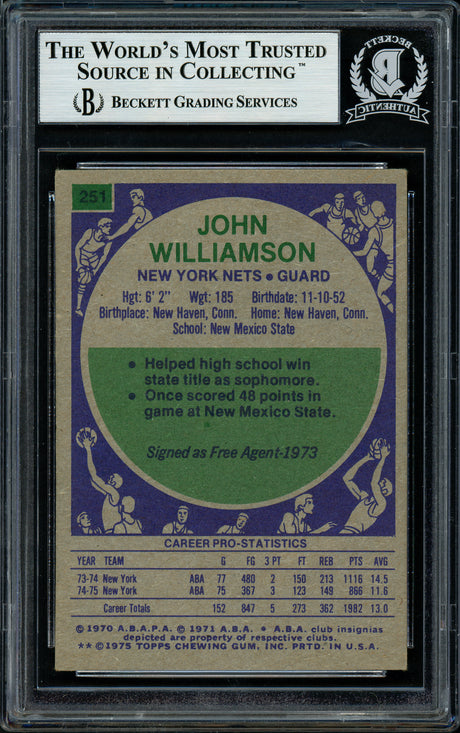 THE WORLD'S MOST TRUSTED
SOURCE IN COLLECTING™
B BECKETT GRADING SERVICES
BECKETT
B
AUTHENTIC
251
JOHN
WILLIAMSON
NEW YORK NETS • GUARD
Hgt: 6' 2" Wgt: 185 Birthdate: 11-10-52
Birthplace: New Haven, Conn. Home: New Haven, Conn.
School: New Mexico State
• Helped high school win
state title as sophomore.
• Once scored 48 points in
game at New Mexico State.
Signed as Free Agent-1973
CAREER PRO-STATISTICS
YEAR TEAM G FG 3 PT FT REB PTS AVG
73-74 New York ABA 77 480 2 150 213 1116 14.5
74-75 New York ABA 75 367 3 123 149 866 11.6
Career Totals 152 847 5 273 362 1982 13.0
© 1970 A.B.A.P.A. © 1971 A.B.A. • A.B.A. club insignias
depicted are property of respective clubs.
** © 1975 TOPPS CHEWING GUM, INC. PRTD. IN U.S.A.